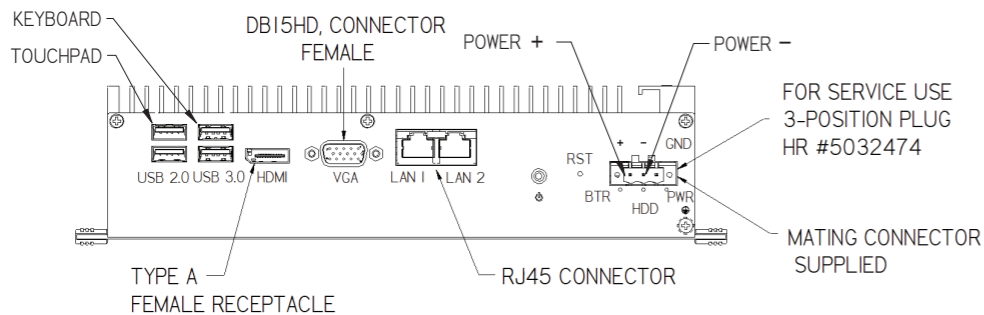 KEYBOARD
TOUCHPAD
DB15HD, CONNECTOR
FEMALE
POWER +
POWER -
FOR SERVICE USE
3-POSITION PLUG
HR #5032474
+ - GND
RST
USB 2.0 USB 3.0 HDMI
VGA
LAN 1 LAN 2
BTR
HDD
PWR
MATING CONNECTOR
SUPPLIED
TYPE A
FEMALE RECEPTACLE
RJ45 CONNECTOR